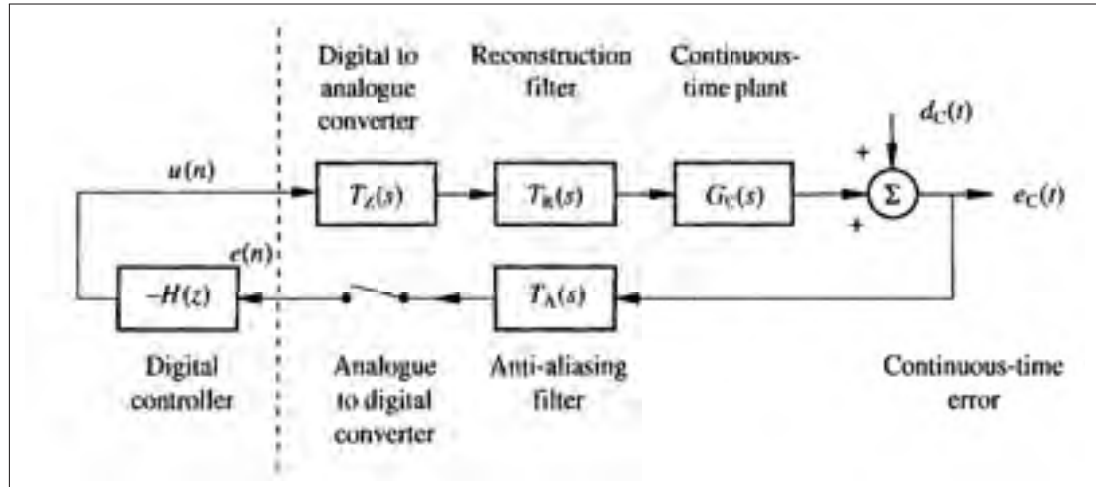 Digital to
analogue
converter
Reconstruction
filter
Continuous-
time plant
d_C(t)
+
u(n)
T_Z(s)
T_R(s)
G_C(s)
Σ
e_C(t)
+
e(n)
–H(z)
T_A(s)
Digital
controller
Analogue
to digital
converter
Anti-aliasing
filter
Continuous-time
error